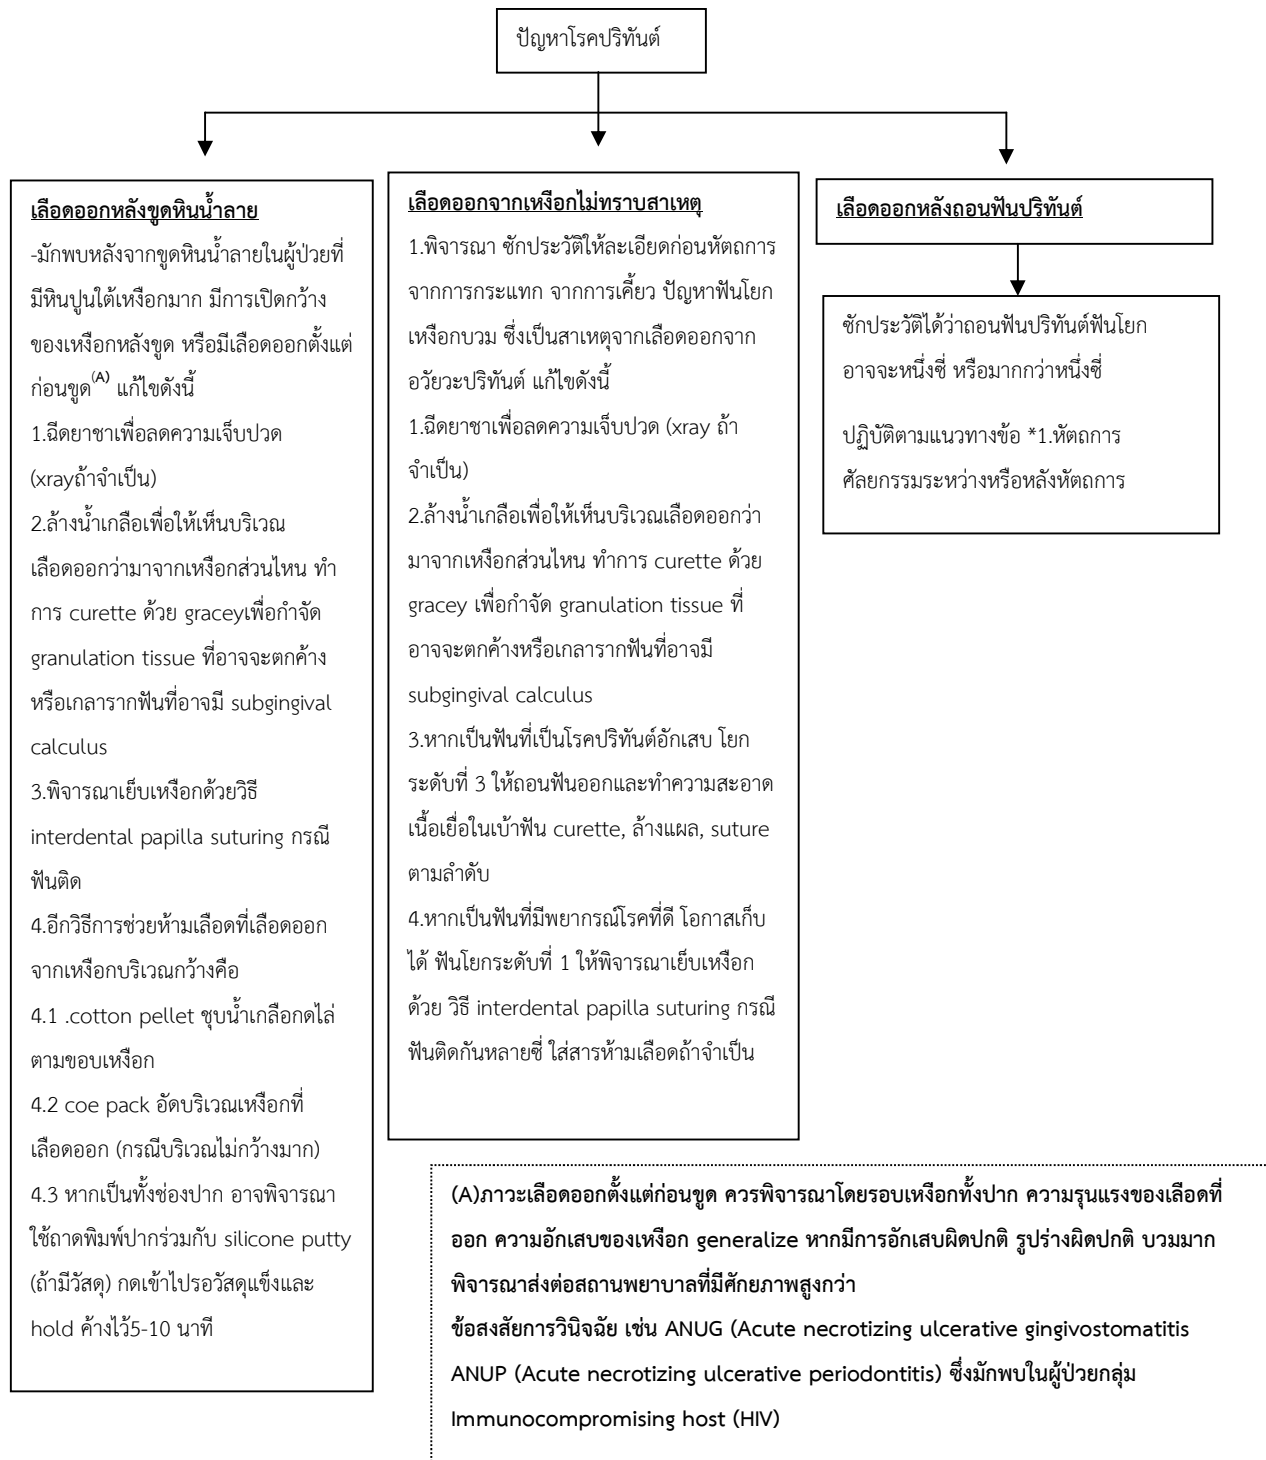 ปัญหาโรคปริทันต์
เลือดออกหลังขูดหินน้ำลาย
-มักพบหลังจากขูดหินน้ำลายในผู้ป่วยที่
มีหินปูนใต้เหงือกมาก มีการเปิดกว้าง
ของเหงือกหลังขูด หรือมีเลือดออกตั้งแต่
ก่อนขูด(A) แก้ไขดังนี้
1.ฉีดยาชาเพื่อลดความเจ็บปวด
(xrayถ้าจำเป็น)
2.ล้างน้ำเกลือเพื่อให้เห็นบริเวณ
เลือดออกว่ามาจากเหงือกส่วนไหน ทำ
การ curette ด้วย graceyเพื่อกำจัด
granulation tissue ที่อาจจะตกค้าง
หรือเกลารากฟันที่อาจมี subgingival
calculus
3.พิจารณาเย็บเหงือกด้วยวิธี
interdental papilla suturing กรณี
ฟันติด
4.อีกวิธีการช่วยห้ามเลือดที่เลือดออก
จากเหงือกบริเวณกว้างคือ
4.1 .cotton pellet ชุบน้ำเกลือกดไล่
ตามขอบเหงือก
4.2 coe pack อัดบริเวณเหงือกที่
เลือดออก (กรณีบริเวณไม่กว้างมาก)
4.3 หากเป็นทั้งช่องปาก อาจพิจารณา
ใช้ถาดพิมพ์ปากร่วมกับ silicone putty
(ถ้ามีวัสดุ) กดเข้าไปรอวัสดุแข็งและ
hold ค้างไว้5-10 นาที
เลือดออกจากเหงือกไม่ทราบสาเหตุ
1.พิจารณา ซักประวัติให้ละเอียดก่อนหัตถการ
จากการกระแทก จากการเคี้ยว ปัญหาฟันโยก
เหงือกบวม ซึ่งเป็นสาเหตุจากเลือดออกจาก
อวัยวะปริทันต์ แก้ไขดังนี้
1.ฉีดยาชาเพื่อลดความเจ็บปวด (xray ถ้า
จำเป็น)
2.ล้างน้ำเกลือเพื่อให้เห็นบริเวณเลือดออกว่า
มาจากเหงือกส่วนไหน ทำการ curette ด้วย
gracey เพื่อกำจัด granulation tissue ที่
อาจจะตกค้างหรือเกลารากฟันที่อาจมี
subgingival calculus
3.หากเป็นฟันที่เป็นโรคปริทันต์อักเสบ โยก
ระดับที่ 3 ให้ถอนฟันออกและทำความสะอาด
เนื้อเยื่อในเบ้าฟัน curette, ล้างแผล, suture
ตามลำดับ
4.หากเป็นฟันที่มีพยากรณ์โรคที่ดี โอกาสเก็บ
ได้ ฟันโยกระดับที่ 1 ให้พิจารณาเย็บเหงือก
ด้วย วิธี interdental papilla suturing กรณี
ฟันติดกันหลายซี่ ใส่สารห้ามเลือดถ้าจำเป็น
เลือดออกหลังถอนฟันปริทันต์
ซักประวัติได้ว่าถอนฟันปริทันต์ฟันโยก
อาจจะหนึ่งซี่ หรือมากกว่าหนึ่งซี่
ปฏิบัติตามแนวทางข้อ *1.หัตถการ
ศัลยกรรมระหว่างหรือหลังหัตถการ
(A)ภาวะเลือดออกตั้งแต่ก่อนขูด ควรพิจารณาโดยรอบเหงือกทั้งปาก ความรุนแรงของเลือดที่
ออก ความอักเสบของเหงือก generalize หากมีการอักเสบผิดปกติ รูปร่างผิดปกติ บวมมาก
พิจารณาส่งต่อสถานพยาบาลที่มีศักยภาพสูงกว่า
ข้อสงสัยการวินิจฉัย เช่น ANUG (Acute necrotizing ulcerative gingivostomatitis
ANUP (Acute necrotizing ulcerative periodontitis) ซึ่งมักพบในผู้ป่วยกลุ่ม
Immunocompromising host (HIV)